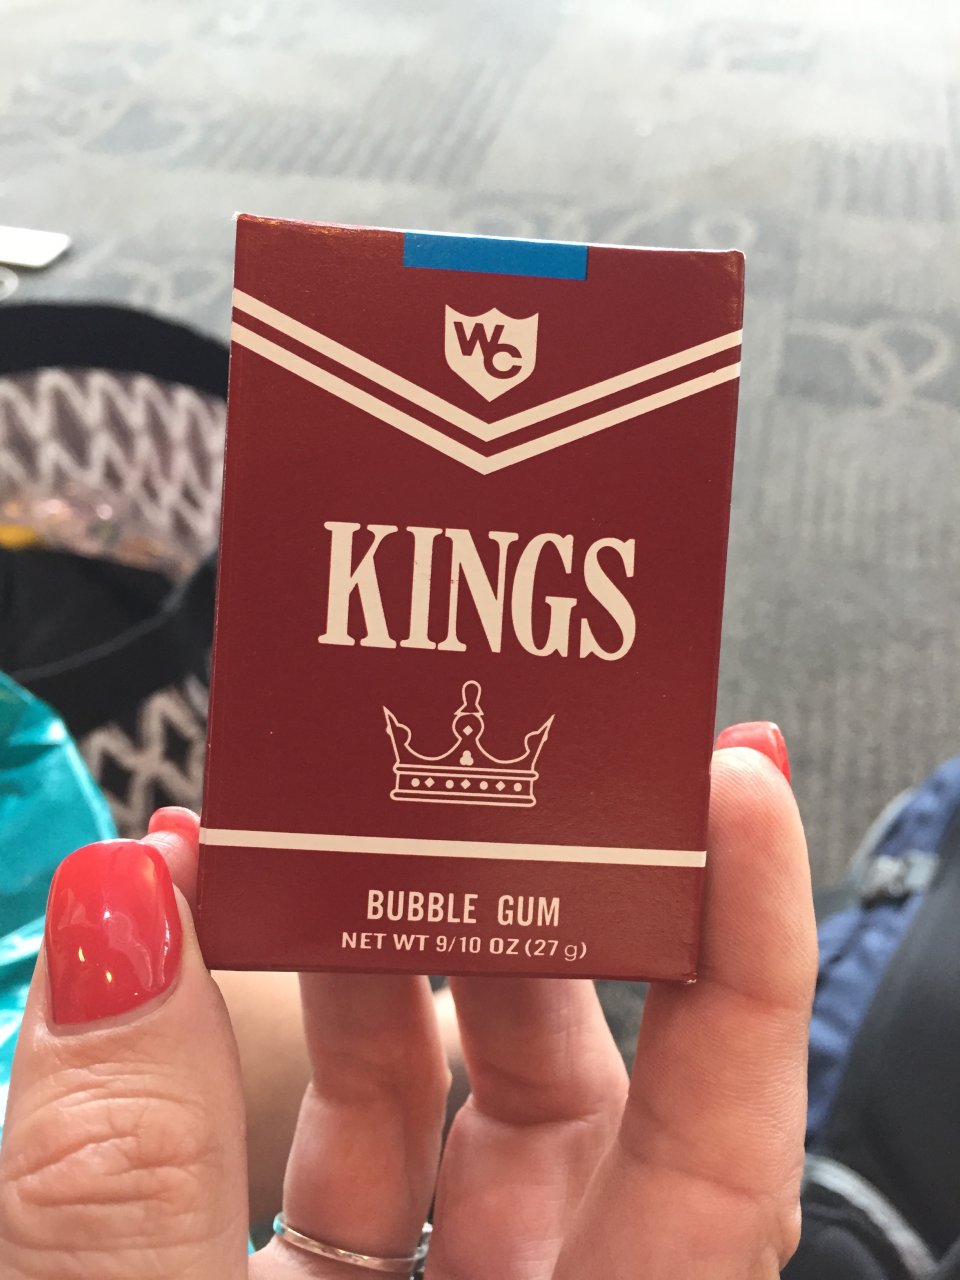 WC
KINGS
BUBBLE GUM
NET WT 9/10 OZ (27 g)